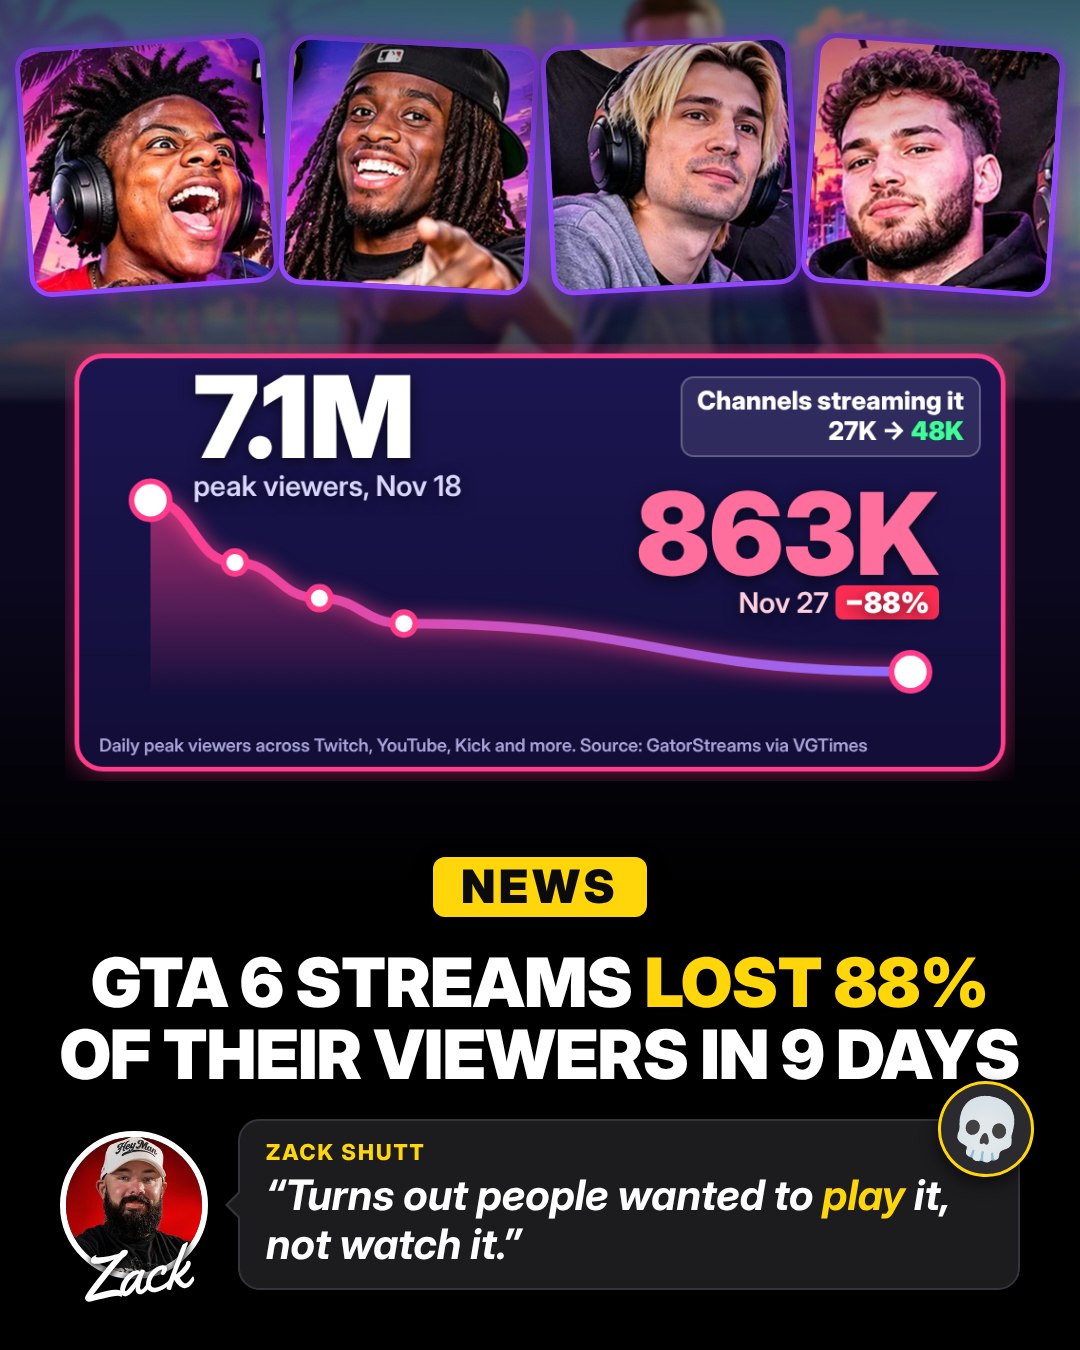 7.1M
peak viewers, Nov 18
Channels streaming it
27K → 48K
863K
Nov 27 −88%
Daily peak viewers across Twitch, YouTube, Kick and more. Source: GatorStreams via VGTimes
NEWS
GTA 6 STREAMS LOST 88%
OF THEIR VIEWERS IN 9 DAYS
Hey Man
Zack
ZACK SHUTT
“Turns out people wanted to play it,
not watch it.”